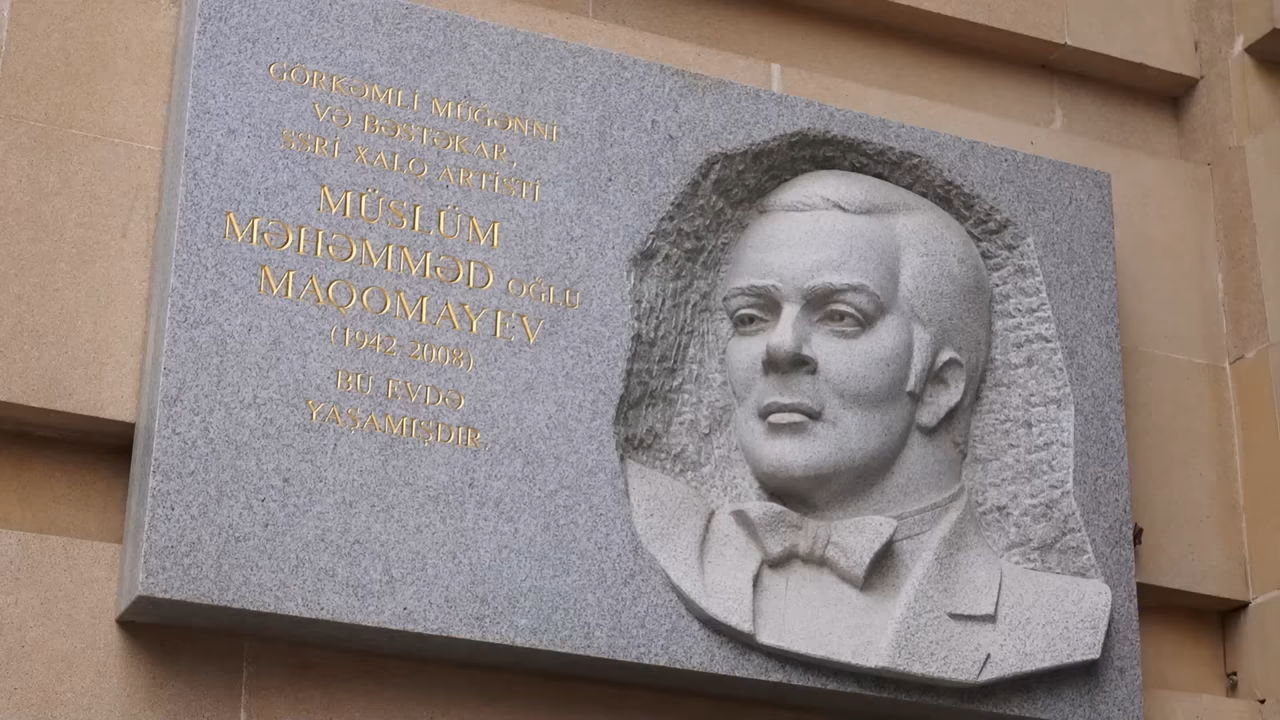 GÖRKƏMLİ MÜĞƏNNİ
VƏ BƏSTƏKAR,
SSRİ XALQ ARTİSTİ
MÜSLÜM
MƏHƏMMƏD OĞLU
MAQOMAYEV
(1942-2008)
BU EVDƏ
YAŞAMIŞDIR.